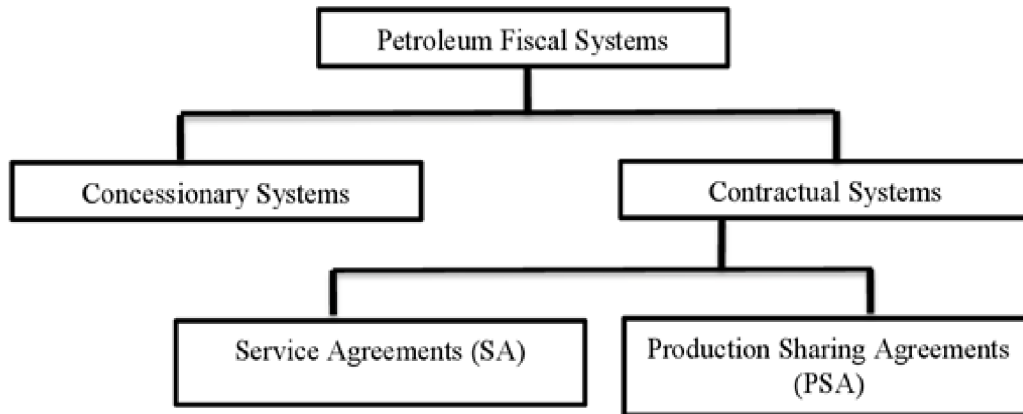 Petroleum Fiscal Systems
Concessionary Systems
Contractual Systems
Service Agreements (SA)
Production Sharing Agreements
(PSA)